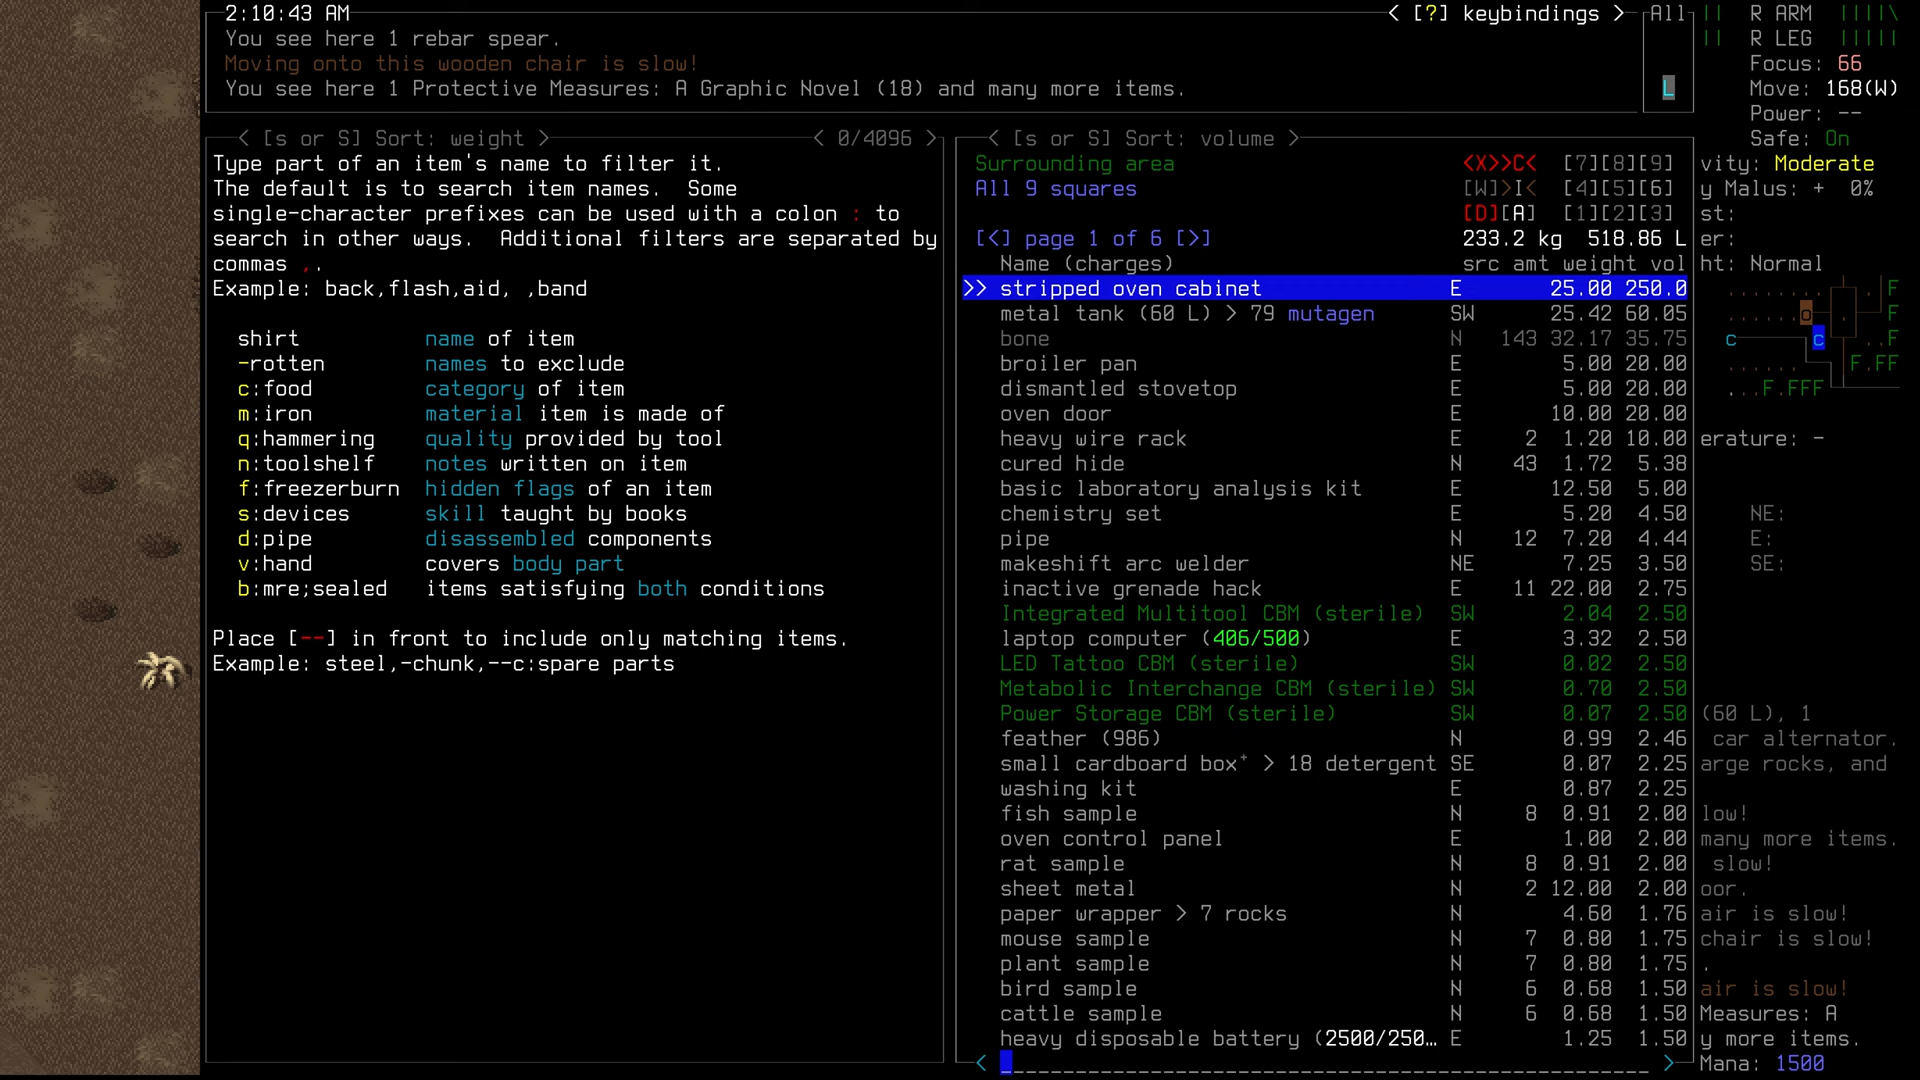 2:10:43 AM
< [?] keybindings >
All
You see here 1 rebar spear.
Moving onto this wooden chair is slow!
You see here 1 Protective Measures: A Graphic Novel (18) and many more items.
L
R ARM ||||\
R LEG |||||
Focus: 66
Move: 168(W)
Power: --
Safe: On
vity: Moderate
y Malus: + 0%
st:
er:
ht: Normal
< [s or S] Sort: weight >
< 0/4096 >
Type part of an item's name to filter it.
The default is to search item names. Some
single-character prefixes can be used with a colon : to
search in other ways. Additional filters are separated by
commas ,.
Example: back,flash,aid, ,band
shirt name of item
-rotten names to exclude
c:food category of item
m:iron material item is made of
q:hammering quality provided by tool
n:toolshelf notes written on item
f:freezerburn hidden flags of an item
s:devices skill taught by books
d:pipe disassembled components
v:hand covers body part
b:mre;sealed items satisfying both conditions
Place [--] in front to include only matching items.
Example: steel,-chunk,--c:spare parts
< [s or S] Sort: volume >
Surrounding area <X>>C< [7][8][9]
All 9 squares [W]>I< [4][5][6]
[D][A] [1][2][3]
[<] page 1 of 6 [>] 233.2 kg 518.86 L
Name (charges) src amt weight vol
>> stripped oven cabinet E 25.00 250.0
metal tank (60 L) > 79 mutagen SW 25.42 60.05
bone N 143 32.17 35.75
broiler pan E 5.00 20.00
dismantled stovetop E 5.00 20.00
oven door E 10.00 20.00
heavy wire rack E 2 1.20 10.00
cured hide N 43 1.72 5.38
basic laboratory analysis kit E 12.50 5.00
chemistry set E 5.20 4.50
pipe N 12 7.20 4.44
makeshift arc welder NE 7.25 3.50
inactive grenade hack E 11 22.00 2.75
Integrated Multitool CBM (sterile) SW 2.04 2.50
laptop computer (406/500) E 3.32 2.50
LED Tattoo CBM (sterile) SW 0.02 2.50
Metabolic Interchange CBM (sterile) SW 0.70 2.50
Power Storage CBM (sterile) SW 0.07 2.50
feather (986) N 0.99 2.46
small cardboard box⁺ > 18 detergent SE 0.07 2.25
washing kit E 0.87 2.25
fish sample N 8 0.91 2.00
oven control panel E 1.00 2.00
rat sample N 8 0.91 2.00
sheet metal N 2 12.00 2.00
paper wrapper > 7 rocks N 4.60 1.76
mouse sample N 7 0.80 1.75
plant sample N 7 0.80 1.75
bird sample N 6 0.68 1.50
cattle sample N 6 0.68 1.50
heavy disposable battery (2500/250… E 1.25 1.50
< >
........ F
......o . F
c c ..F
...... F.FF
...F.FFF
erature: -
NE:
E:
SE:
(60 L), 1
car alternator.
arge rocks, and
low!
many more items.
slow!
oor.
air is slow!
chair is slow!
.
air is slow!
Measures: A
y more items.
Mana: 1500